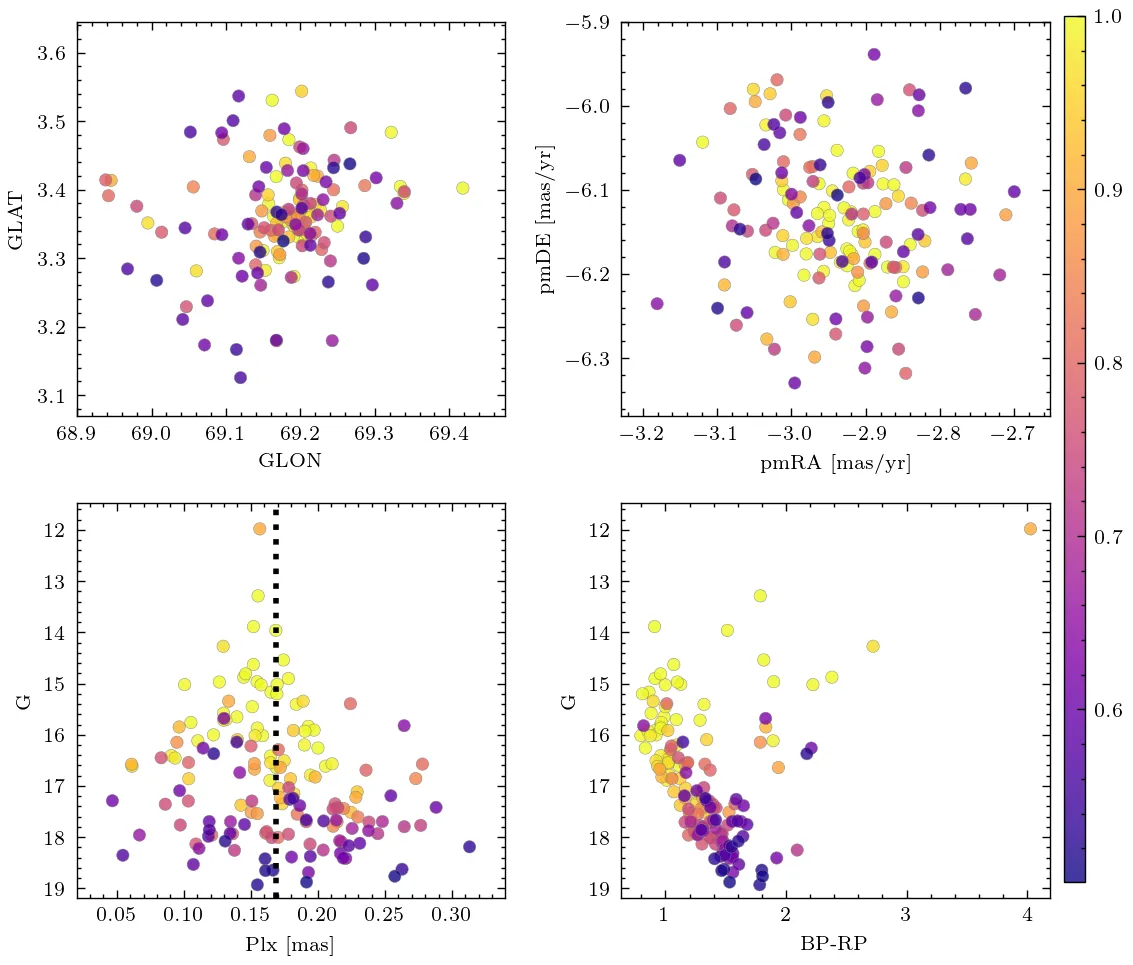 3.6
3.5
3.4
3.3
3.2
3.1
GLAT
68.9 69.0 69.1 69.2 69.3 69.4
GLON
−5.9
−6.0
−6.1
−6.2
−6.3
pmDE [mas/yr]
−3.2 −3.1 −3.0 −2.9 −2.8 −2.7
pmRA [mas/yr]
1.0
0.9
0.8
0.7
0.6
12
13
14
15
16
17
18
19
G
0.05 0.10 0.15 0.20 0.25 0.30
Plx [mas]
12
13
14
15
16
17
18
19
G
1 2 3 4
BP-RP